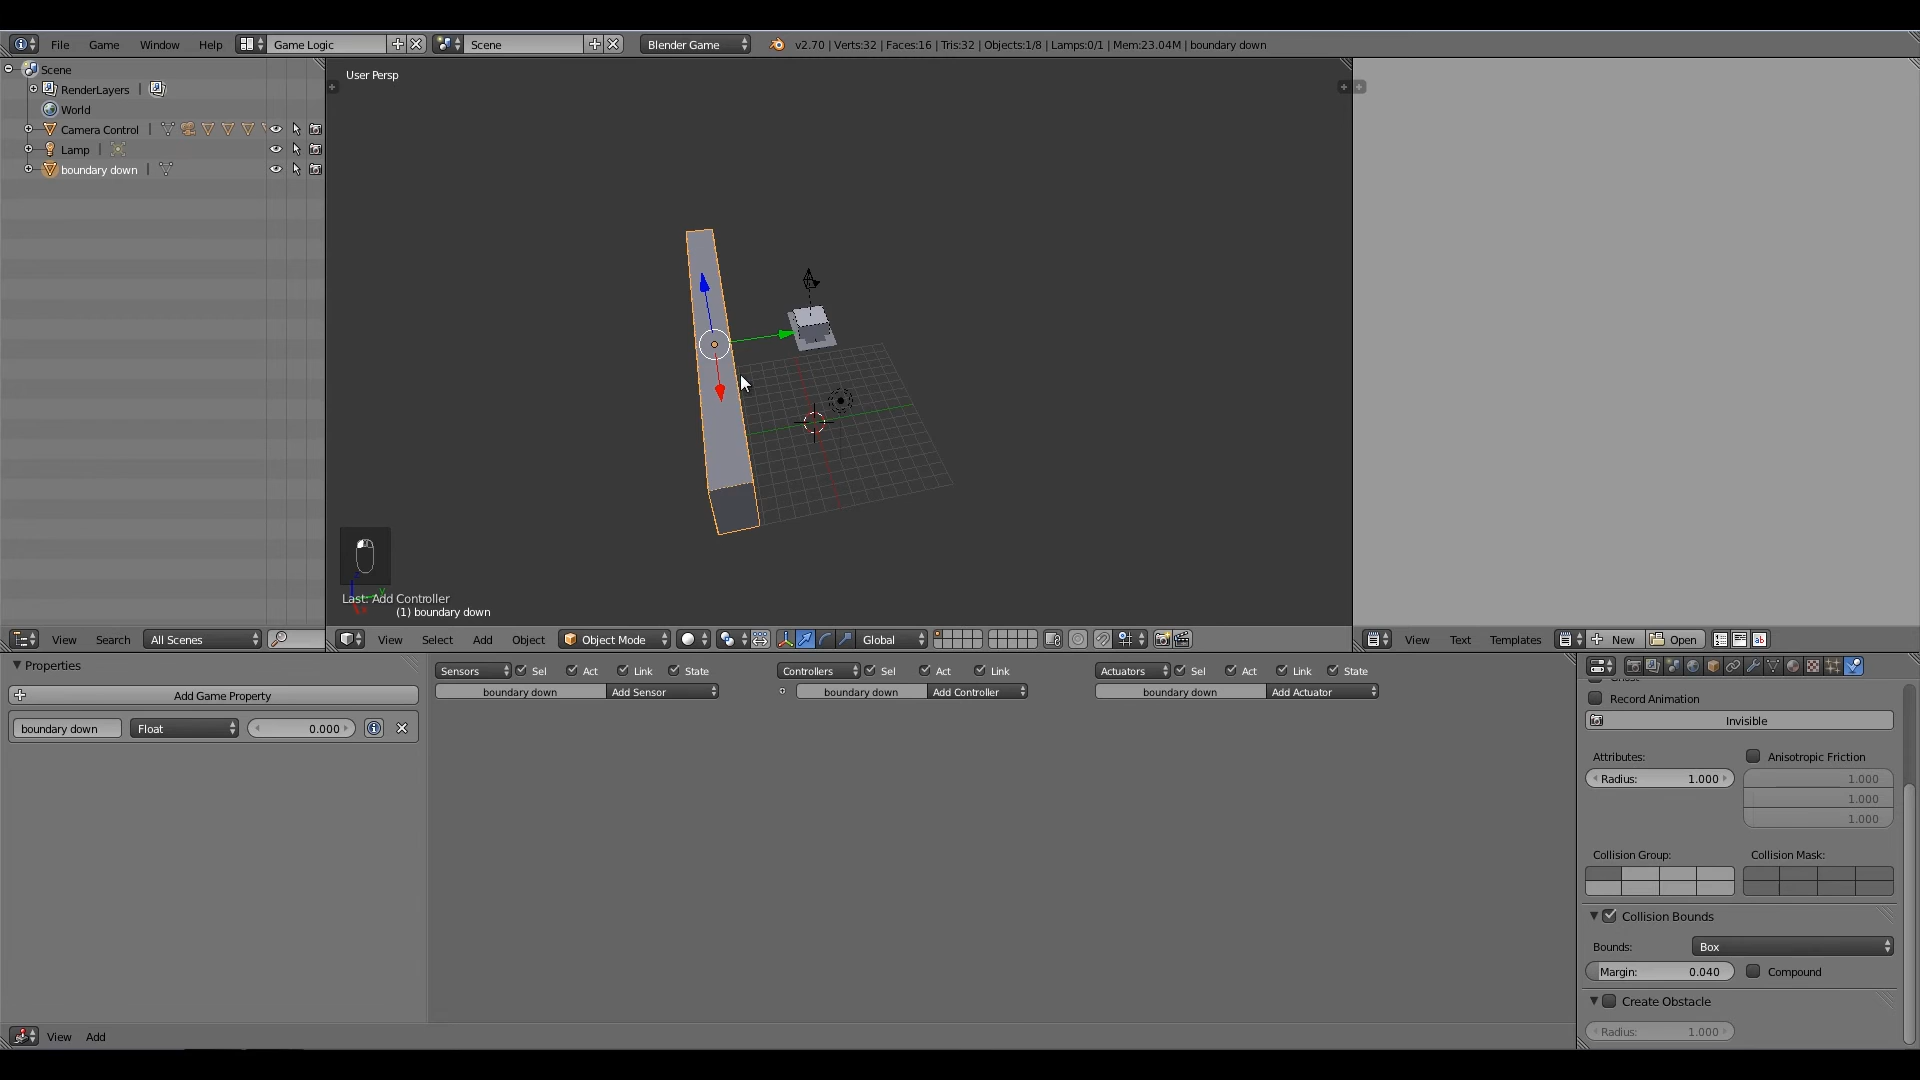 File Game Window Help Game Logic Scene Blender Game v2.70 | Verts:32 | Faces:16 | Tris:32 | Objects:1/8 | Lamps:0/1 | Mem:23.04M | boundary down
Scene
RenderLayers
World
Camera Control
Lamp
boundary down
User Persp
Last: Add Controller
(1) boundary down
View Search All Scenes
View Select Add Object Object Mode Global
View Text Templates New Open
Properties
Add Game Property
boundary down Float 0.000
Sensors Sel Act Link State
boundary down Add Sensor
Controllers Sel Act Link
boundary down Add Controller
Actuators Sel Act Link State
boundary down Add Actuator
Record Animation
Invisible
Attributes: Anisotropic Friction
Radius: 1.000 1.000
1.000
1.000
Collision Group: Collision Mask:
Collision Bounds
Bounds: Box
Margin: 0.040 Compound
Create Obstacle
Radius: 1.000
View Add